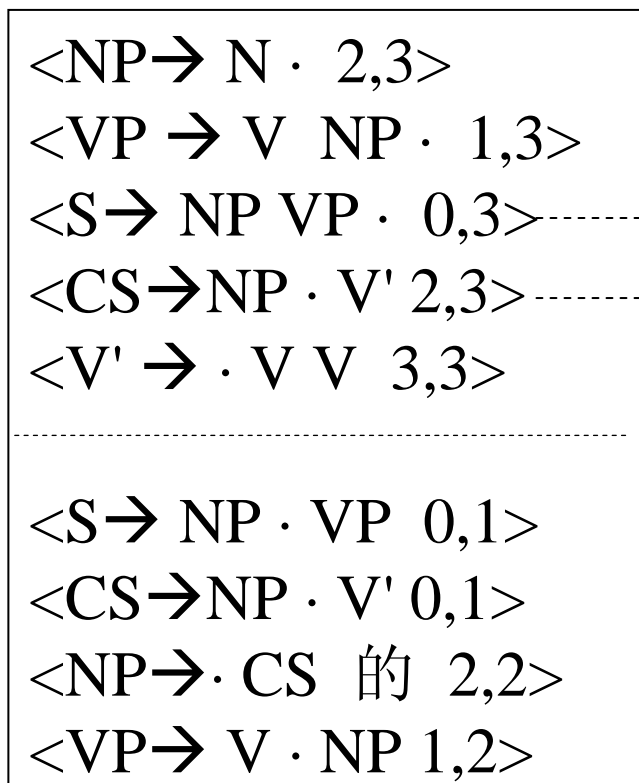 <NP→ N · 2,3>
<VP → V NP · 1,3>
<S→ NP VP · 0,3>
<CS→NP · V' 2,3>
<V' → · V V 3,3>
<S→ NP · VP 0,1>
<CS→NP · V' 0,1>
<NP→· CS 的 2,2>
<VP→ V · NP 1,2>